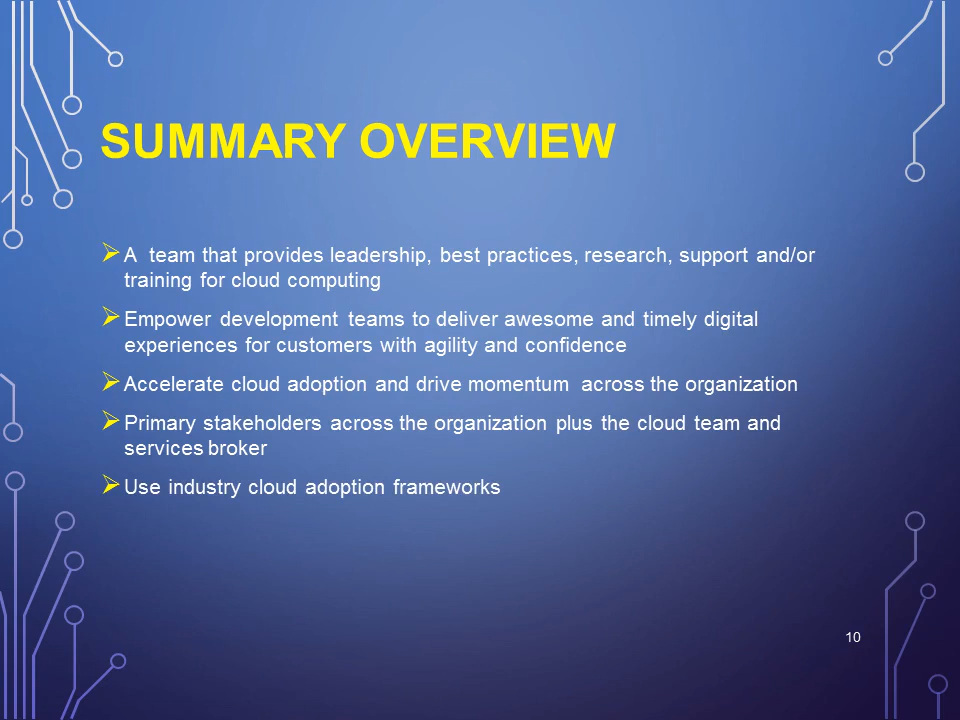 SUMMARY OVERVIEW
➢ A team that provides leadership, best practices, research, support and/or
training for cloud computing
➢ Empower development teams to deliver awesome and timely digital
experiences for customers with agility and confidence
➢ Accelerate cloud adoption and drive momentum across the organization
➢ Primary stakeholders across the organization plus the cloud team and
services broker
➢ Use industry cloud adoption frameworks
10